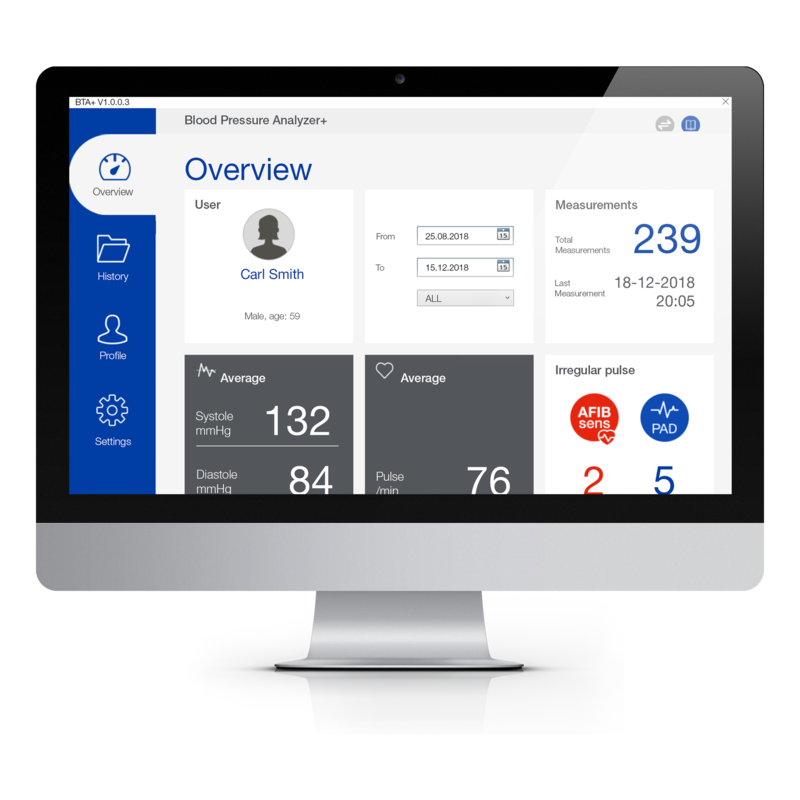 BTA+ V1.0.0.3
Blood Pressure Analyzer+
Overview
Overview
History
Profile
Settings
User
Carl Smith
Male, age: 59
From
25.08.2018
15
To
15.12.2018
15
ALL
Measurements
Total
Measurements
239
Last
Measurement
18-12-2018
20:05
Average
Systole
mmHg
132
Diastole
mmHg
84
Average
Pulse
/min
76
Irregular pulse
AFIB
sens
PAD
2
5